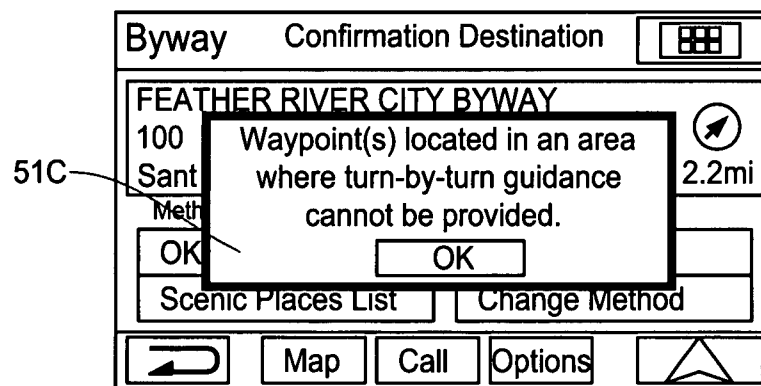 Byway Confirmation Destination
FEATHER RIVER CITY BYWAY
100
Sant 2.2mi
Meth
Waypoint(s) located in an area
where turn-by-turn guidance
cannot be provided.
OK
OK
Scenic Places List Change Method
Map Call Options
51C